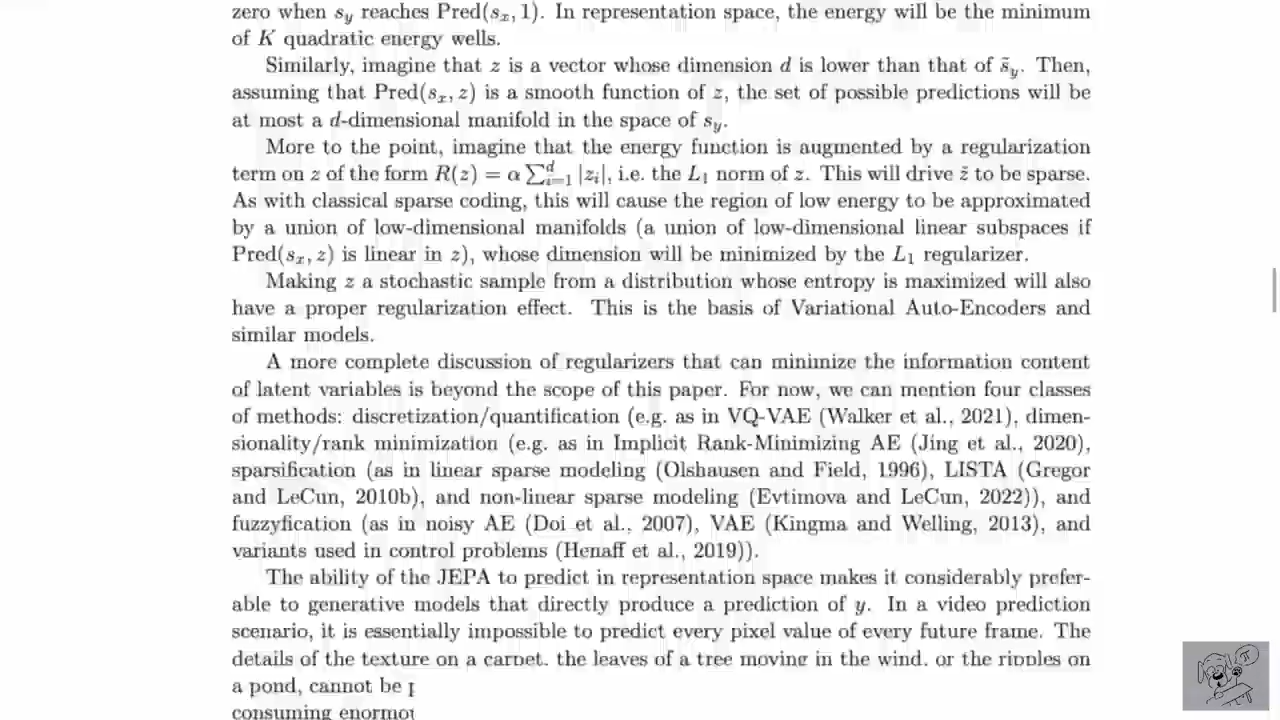 zero when s_y reaches Pred(s_x, 1). In representation space, the energy will be the minimum
of K quadratic energy wells.
Similarly, imagine that z is a vector whose dimension d is lower than that of s̃_y. Then,
assuming that Pred(s_x, z) is a smooth function of z, the set of possible predictions will be
at most a d-dimensional manifold in the space of s_y.
More to the point, imagine that the energy function is augmented by a regularization
term on z of the form R(z) = α ∑_{i=1}^d |z_i|, i.e. the L_1 norm of z. This will drive ž to be sparse.
As with classical sparse coding, this will cause the region of low energy to be approximated
by a union of low-dimensional manifolds (a union of low-dimensional linear subspaces if
Pred(s_x, z) is linear in z), whose dimension will be minimized by the L_1 regularizer.
Making z a stochastic sample from a distribution whose entropy is maximized will also
have a proper regularization effect. This is the basis of Variational Auto-Encoders and
similar models.
A more complete discussion of regularizers that can minimize the information content
of latent variables is beyond the scope of this paper. For now, we can mention four classes
of methods: discretization/quantification (e.g. as in VQ-VAE (Walker et al., 2021), dimen-
sionality/rank minimization (e.g. as in Implicit Rank-Minimizing AE (Jing et al., 2020),
sparsification (as in linear sparse modeling (Olshausen and Field, 1996), LISTA (Gregor
and LeCun, 2010b), and non-linear sparse modeling (Evtimova and LeCun, 2022)), and
fuzzyfication (as in noisy AE (Doi et al., 2007), VAE (Kingma and Welling, 2013), and
variants used in control problems (Henaff et al., 2019)).
The ability of the JEPA to predict in representation space makes it considerably prefer-
able to generative models that directly produce a prediction of y. In a video prediction
scenario, it is essentially impossible to predict every pixel value of every future frame. The
details of the texture on a carpet, the leaves of a tree moving in the wind, or the ripples on
a pond, cannot be
consuming